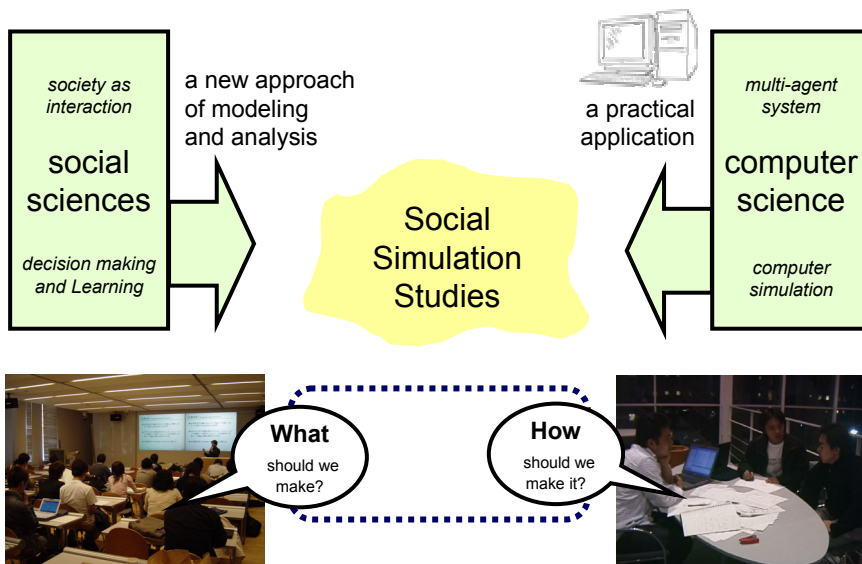 society as
interaction
social
sciences
decision making
and Learning
a new approach
of modeling
and analysis
Social
Simulation
Studies
a practical
application
multi-agent
system
computer
science
computer
simulation
What
should we
make?
How
should we
make it?